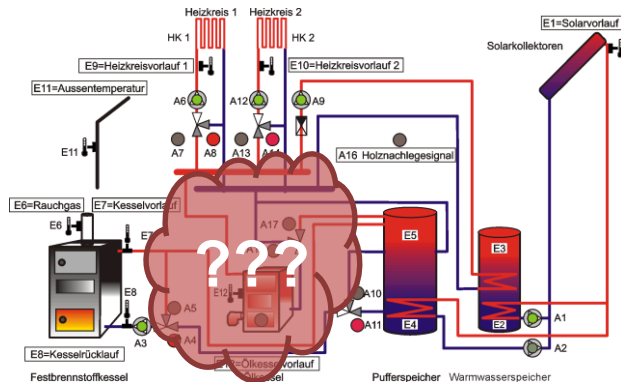 Heizkreis 1
Heizkreis 2
E1=Solarvorlauf
HK 1
HK 2
Solarkollektoren
E9=Heizkreisvorlauf 1
E10=Heizkreisvorlauf 2
E11=Aussentemperatur
A6
A12
A9
E11
A7
A8
A13
A14
A16 Holznachlegesignal
E6=Rauchgas
E7=Kesselvorlauf
E6
E7
A17
E5
E3
???
E8
E12
A10
A5
E2
A1
A3
A4
A11
E4
A2
E8=Kesselrücklauf
Ölkesselvorlauf
Festbrennstoffkessel
Pufferspeicher
Warmwasserspeicher